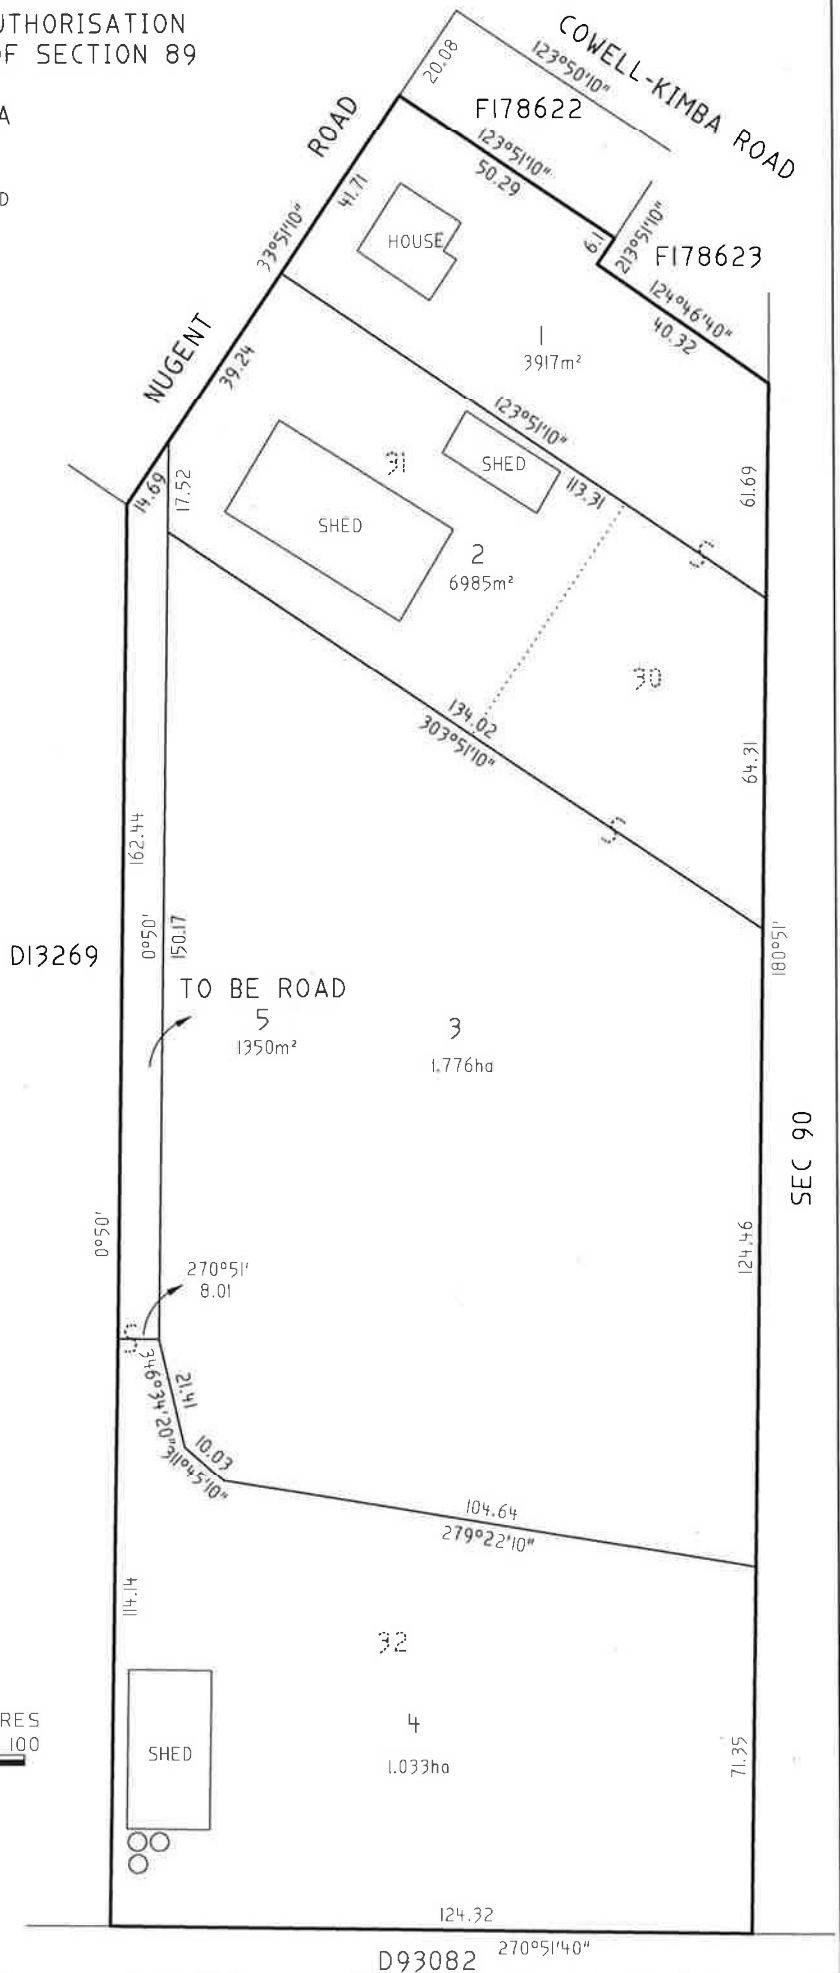 UTHORISATION
OF SECTION 89
A
D
COWELL-KIMBA ROAD
123°50'10"
20.08
F178622
123°51'10"
50.29
NUGENT ROAD
33°51'10"
41.71
HOUSE
6.11
213°51'10"
F178623
124°46'40"
40.32
1
3917m²
39.24
123°51'10"
113.31
61.69
14.69
17.52
31
SHED
SHED
2
6985m²
S
30
134.02
303°51'10"
64.31
S
162.44
D13269
0°50'
150.17
180°51'
TO BE ROAD
5
1350m²
3
1.776ha
SEC 90
0°50'
124.46
270°51'
8.01
S
346°34'20"
21.41
10.03
311°45'10"
104.64
279°22'10"
114.14
32
4
1.033ha
RES
100
SHED
71.35
124.32
270°51'40"
D93082